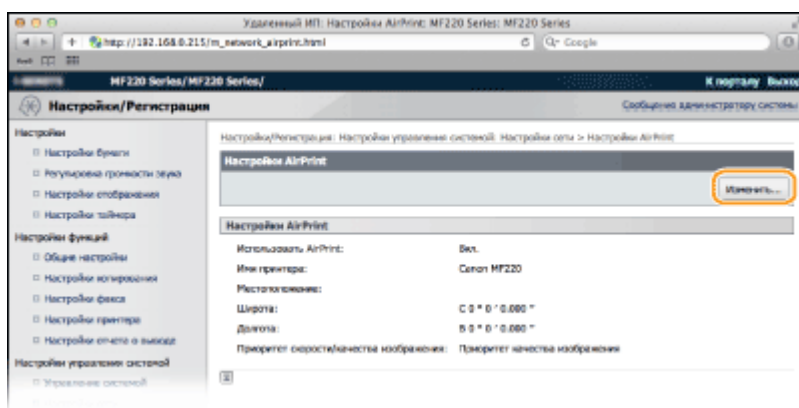 Удаленный ИП: Настройки AirPrint: MF220 Series: MF220 Series
http://192.168.0.215/m_network_airprint.html
Google
MF220 Series/MF220 Series/
К порталу
Настройки/Регистрация
Сообщение администратору системы
Настройки
Настройки бумаги
Регулировка громкости звука
Настройки отображения
Настройки таймера
Настройки функций
Общие настройки
Настройки копирования
Настройки факса
Настройки принтера
Настройки отчета о выводе
Настройки управления системой
Управление системой
Настройки/Регистрация: Настройки управления системой: Настройки сети > Настройки AirPrint
Настройки AirPrint
Изменить...
Настройки AirPrint
Использовать AirPrint: Вкл.
Имя принтера: Canon MF220
Местоположение:
Широта: С 0 ° 0 ' 0.000 "
Долгота: В 0 ° 0 ' 0.000 "
Приоритет скорости/качества изображения: Приоритет качества изображения